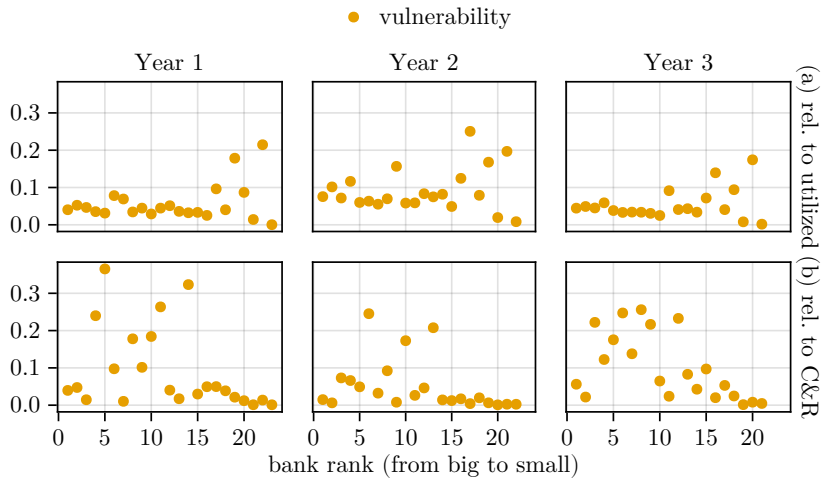 vulnerability
Year 1 Year 2 Year 3
0.3
0.2
0.1
0.0
(a) rel. to utilized
0.3
0.2
0.1
0.0
(b) rel. to C&R
0 5 10 15 20 0 5 10 15 20 0 5 10 15 20
bank rank (from big to small)